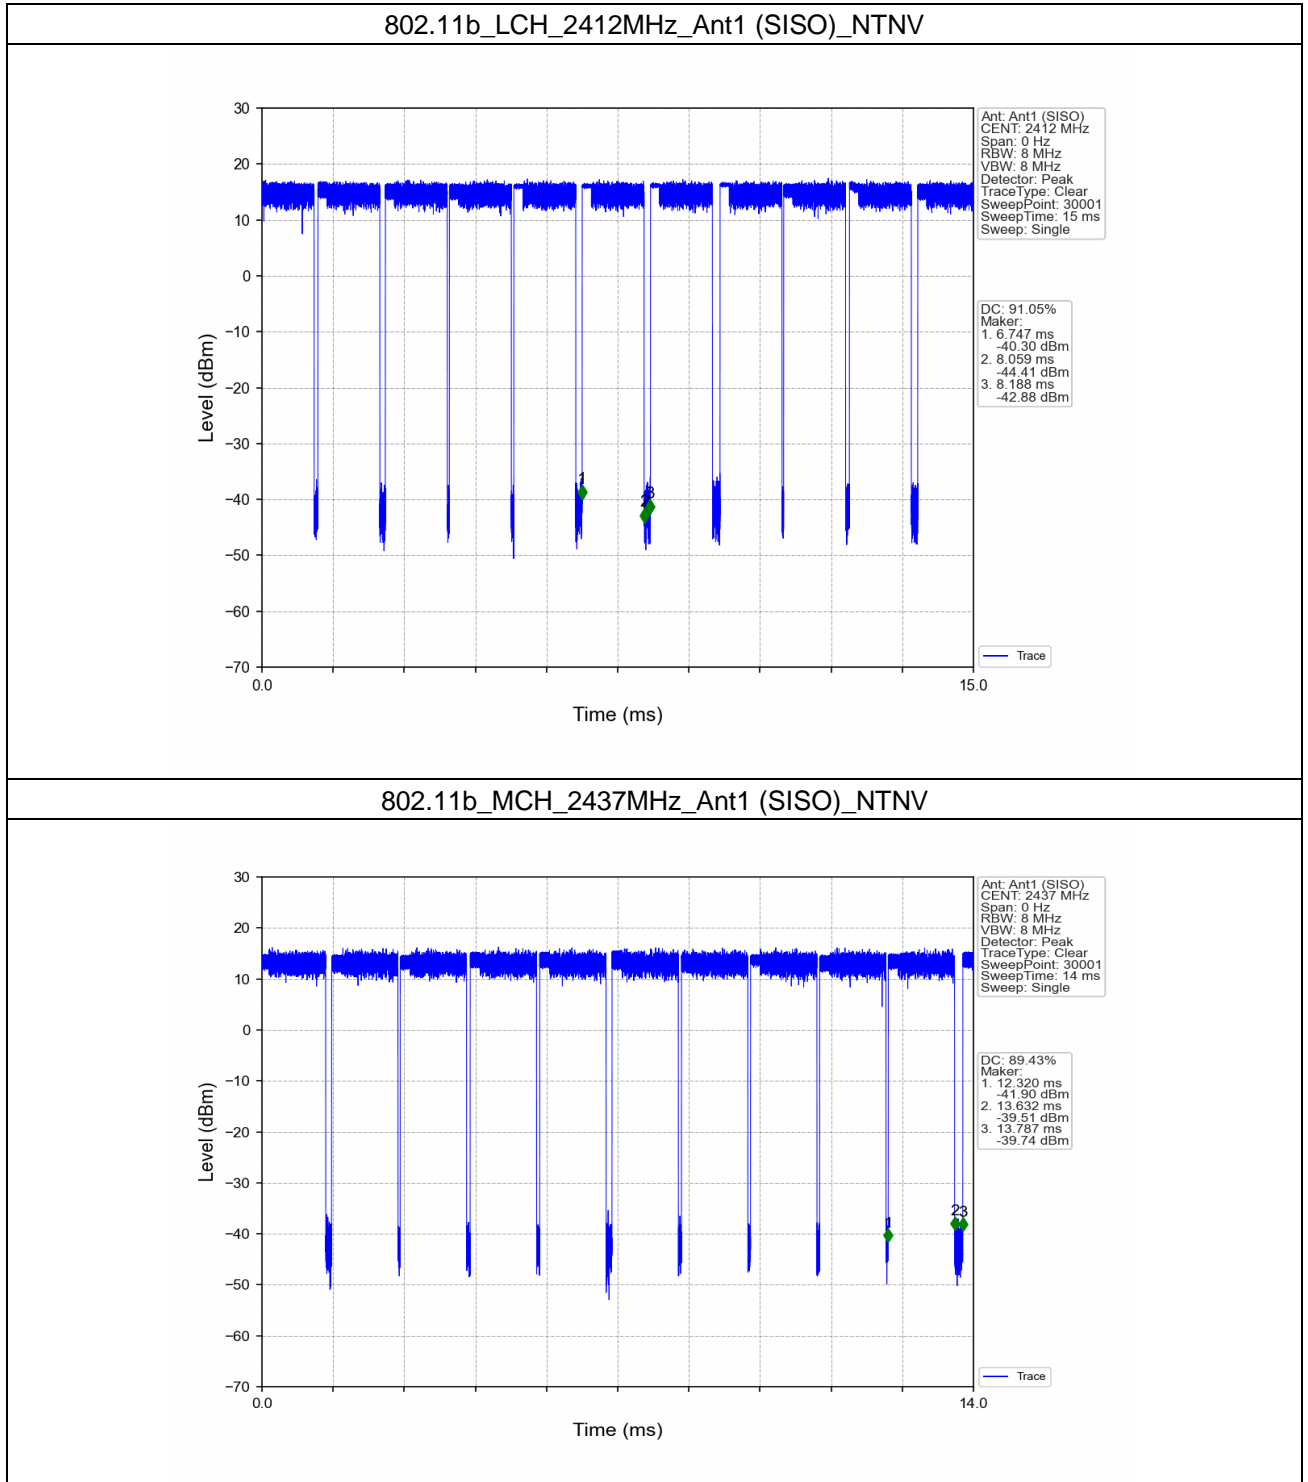 802.11b_LCH_2412MHz_Ant1 (SISO)_NTNV
30
20
10
0
−10
−20
−30
−40
−50
−60
−70
Level (dBm)
0.0
15.0
Time (ms)
1
2
3
Ant: Ant1 (SISO)
CENT: 2412 MHz
Span: 0 Hz
RBW: 8 MHz
VBW: 8 MHz
Detector: Peak
TraceType: Clear
SweepPoint: 30001
SweepTime: 15 ms
Sweep: Single
DC: 91.05%
Maker:
1. 6.747 ms
-40.30 dBm
2. 8.059 ms
-44.41 dBm
3. 8.188 ms
-42.88 dBm
Trace
802.11b_MCH_2437MHz_Ant1 (SISO)_NTNV
30
20
10
0
−10
−20
−30
−40
−50
−60
−70
Level (dBm)
0.0
14.0
Time (ms)
1
2
3
Ant: Ant1 (SISO)
CENT: 2437 MHz
Span: 0 Hz
RBW: 8 MHz
VBW: 8 MHz
Detector: Peak
TraceType: Clear
SweepPoint: 30001
SweepTime: 14 ms
Sweep: Single
DC: 89.43%
Maker:
1. 12.320 ms
-41.90 dBm
2. 13.632 ms
-39.51 dBm
3. 13.787 ms
-39.74 dBm
Trace